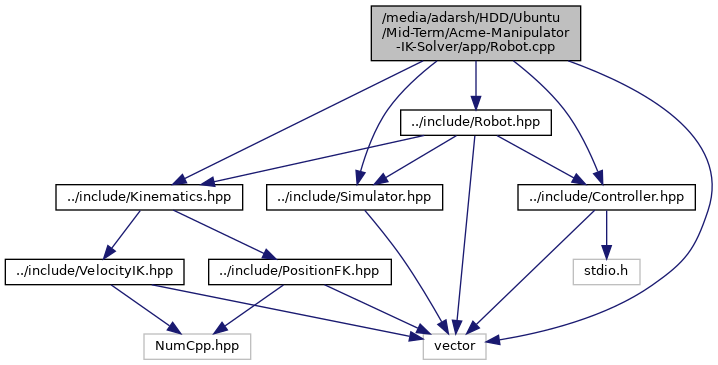 /media/adarsh/HDD/Ubuntu
/Mid-Term/Acme-Manipulator
-IK-Solver/app/Robot.cpp
../include/Robot.hpp
../include/Kinematics.hpp
../include/Simulator.hpp
../include/Controller.hpp
../include/VelocityIK.hpp
../include/PositionFK.hpp
stdio.h
NumCpp.hpp
vector